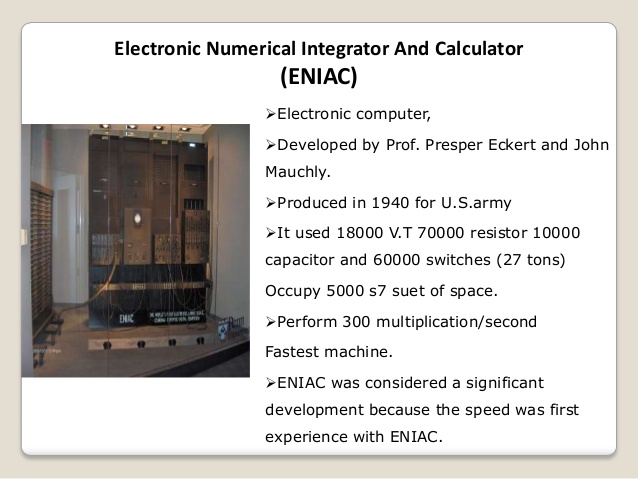 Electronic Numerical Integrator And Calculator
(ENIAC)
➢Electronic computer,
➢Developed by Prof. Presper Eckert and John
Mauchly.
➢Produced in 1940 for U.S.army
➢It used 18000 V.T 70000 resistor 10000
capacitor and 60000 switches (27 tons)
Occupy 5000 s7 suet of space.
➢Perform 300 multiplication/second
Fastest machine.
➢ENIAC was considered a significant
development because the speed was first
experience with ENIAC.
ENIAC